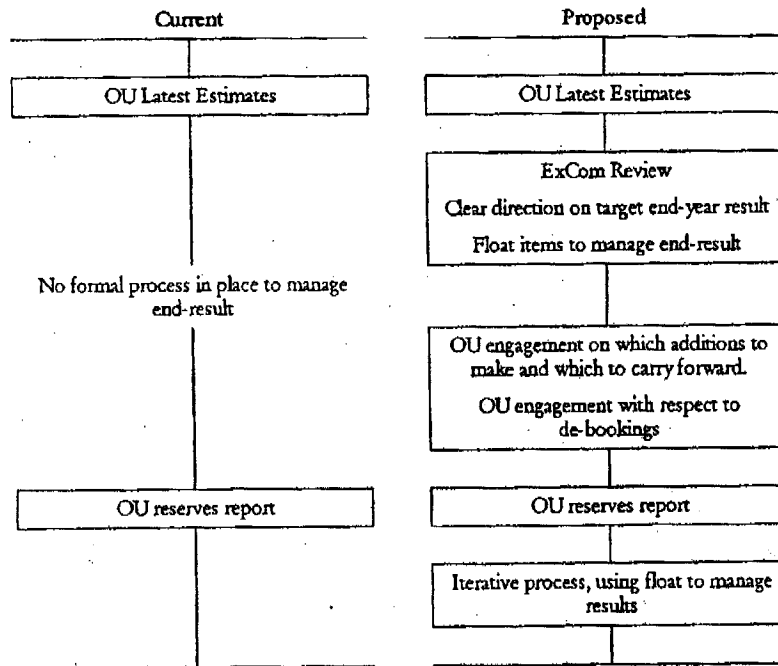 Current
OU Latest Estimates
No formal process in place to manage
end-result
OU reserves report
Proposed
OU Latest Estimates
ExCom Review
Clear direction on target end-year result
Float items to manage end-result
OU engagement on which additions to
make and which to carry forward.
OU engagement with respect to
de-bookings
OU reserves report
Iterative process, using float to manage
results